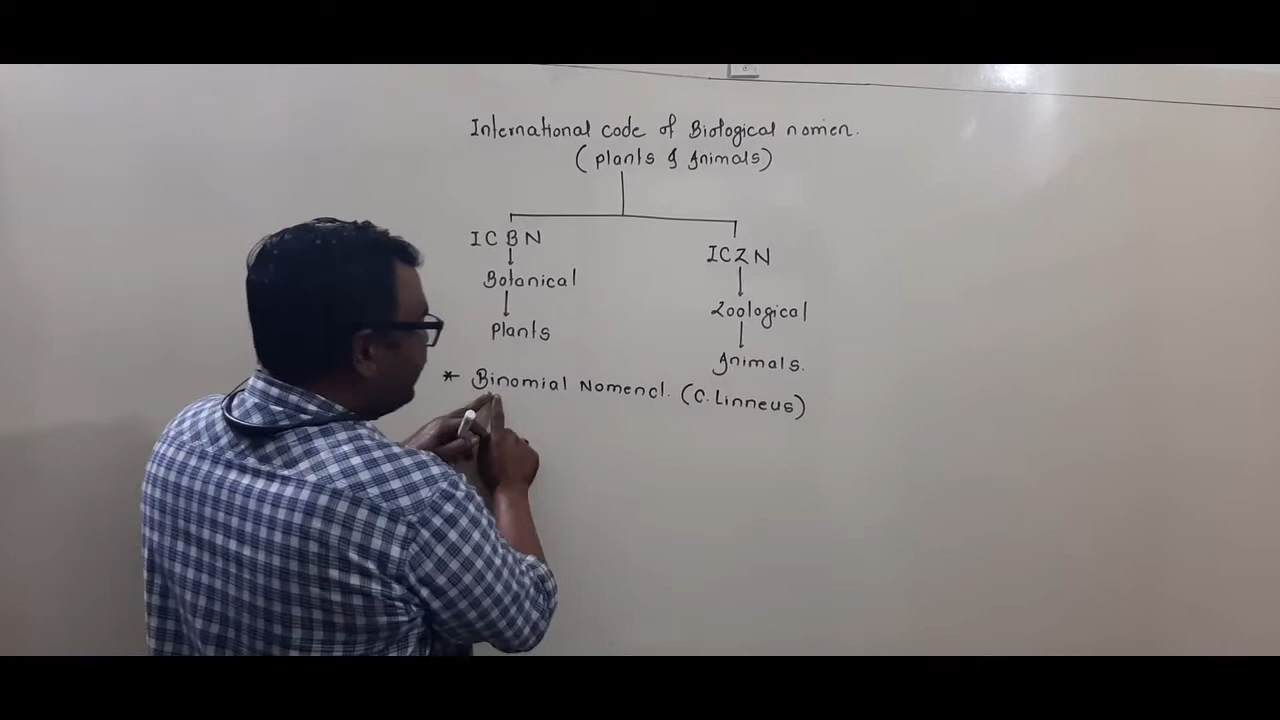 International code of Biological nomen.
(plants & Animals)
ICBN
ICZN
Botanical
Zoological
Plants
Animals.
* Binomial Nomencl. (C. Linneus)